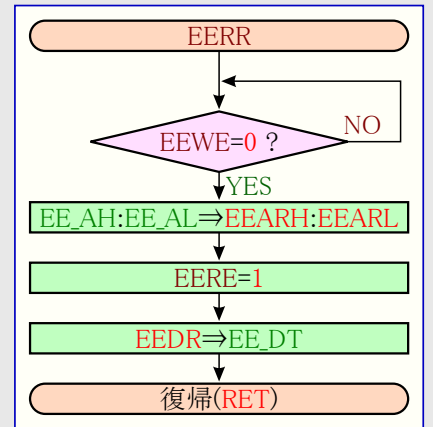 EERR
EEWE=0 ?
NO
YES
EE_AH:EE_AL⇒EEARH:EEARL
EERE=1
EEDR⇒EE_DT
復帰(RET)